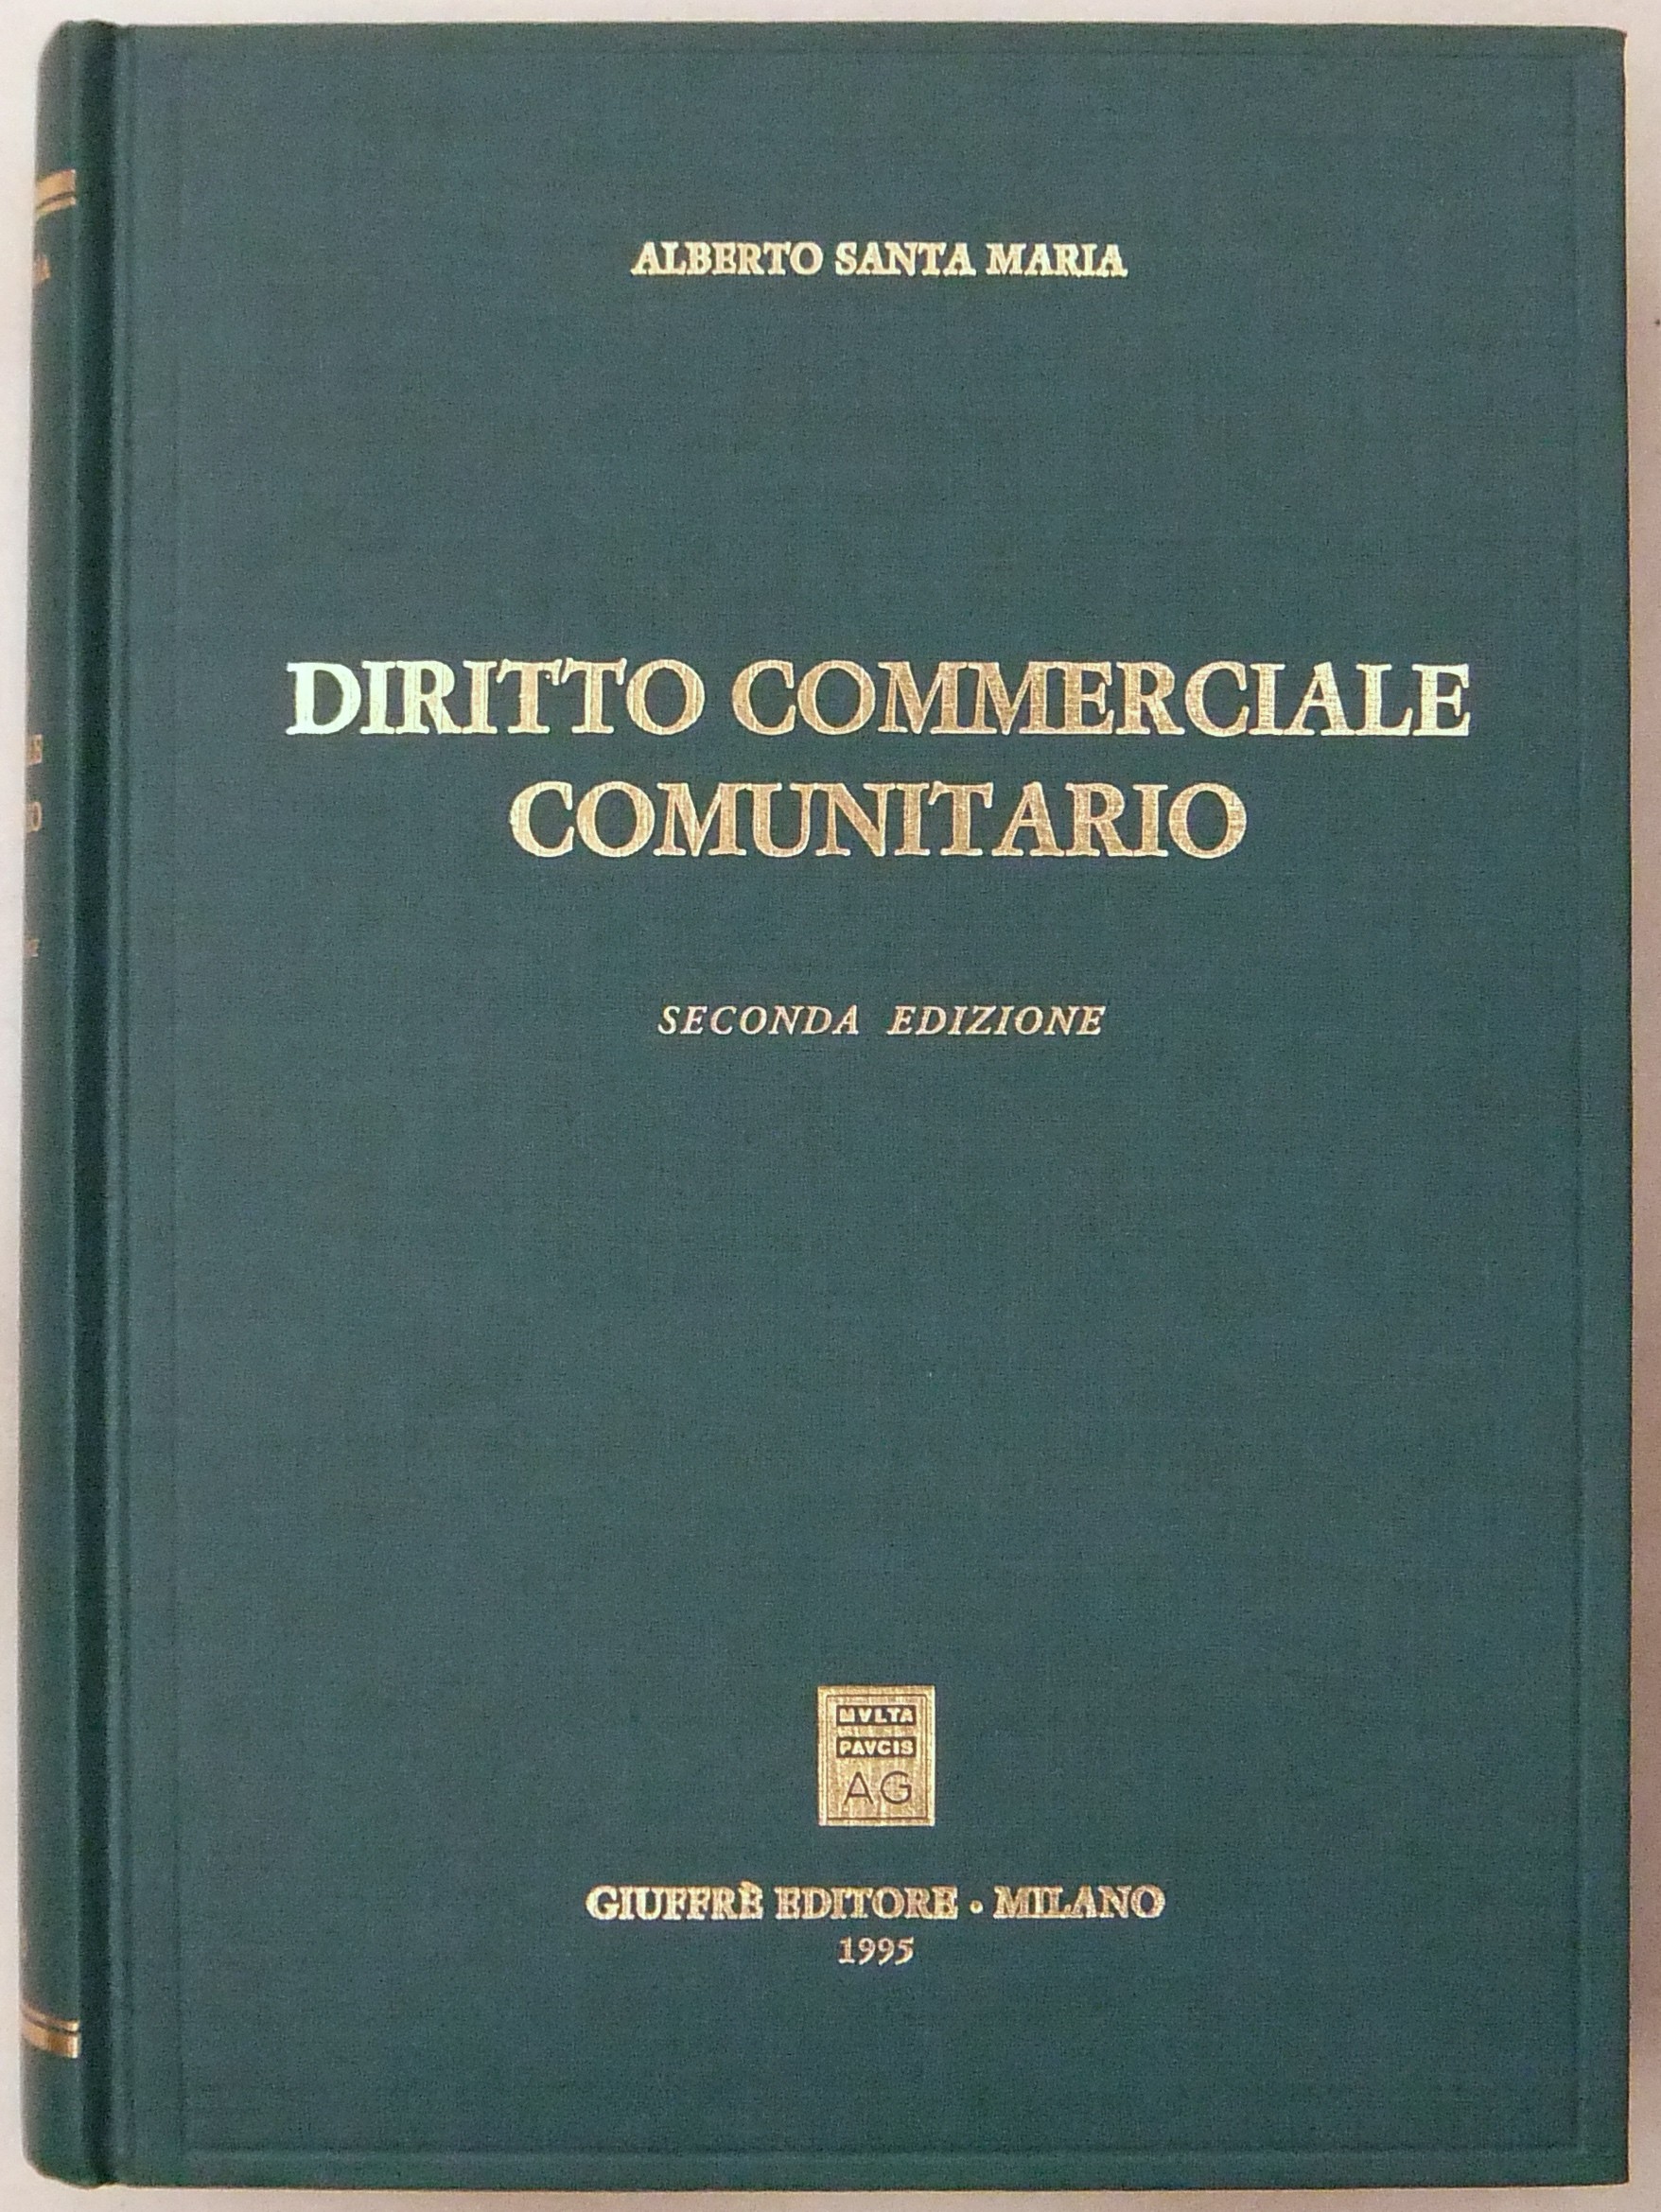 ALBERTO SANTA MARIA
DIRITTO COMMERCIALE
COMUNITARIO
SECONDA EDIZIONE
MVLTA
PAVCIS
AG
GIUFFRÈ EDITORE • MILANO
1995